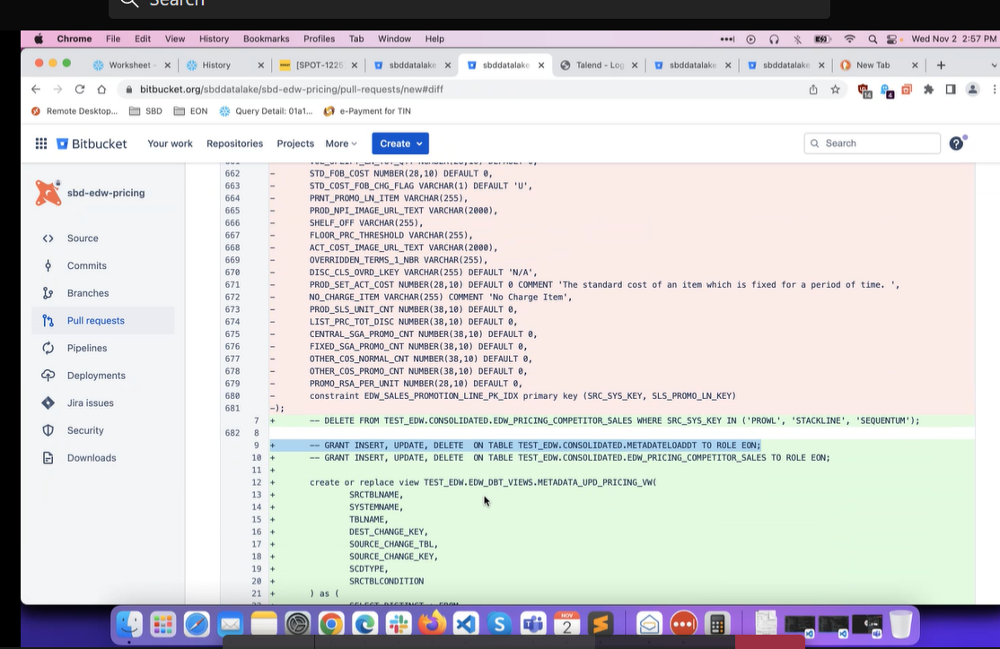 Search
Chrome File Edit View History Bookmarks Profiles Tab Window Help Wed Nov 2 2:57 PM
Worksheet - History [SPOT-1225 sbddatalake sbddatalake Talend - Log sbddatalake sbddatalake New Tab
bitbucket.org/sbddatalake/sbd-edw-pricing/pull-requests/new#diff
Remote Desktop... SBD EON Query Detail: 01a1... e-Payment for TIN
Bitbucket Your work Repositories Projects More Create Search
sbd-edw-pricing
Source
Commits
Branches
Pull requests
Pipelines
Deployments
Jira issues
Security
Downloads
662 - STD_FOB_COST NUMBER(28,10) DEFAULT 0,
663 - STD_COST_FOB_CHG_FLAG VARCHAR(1) DEFAULT 'U',
664 - PRNT_PROMO_LN_ITEM VARCHAR(255),
665 - PROD_NPI_IMAGE_URL_TEXT VARCHAR(2000),
666 - SHELF_OFF VARCHAR(255),
667 - FLOOR_PRC_THRESHOLD VARCHAR(255),
668 - ACT_COST_IMAGE_URL_TEXT VARCHAR(2000),
669 - OVERRIDDEN_TERMS_1_NBR VARCHAR(255),
670 - DISC_CLS_OVRD_LKEY VARCHAR(255) DEFAULT 'N/A',
671 - PROD_SET_ACT_COST NUMBER(28,10) DEFAULT 0 COMMENT 'The standard cost of an item which is fixed for a period of time. ',
672 - NO_CHARGE_ITEM VARCHAR(255) COMMENT 'No Charge Item',
673 - PROD_SLS_UNIT_CNT NUMBER(38,10) DEFAULT 0,
674 - LIST_PRC_TOT_DISC NUMBER(38,10) DEFAULT 0,
675 - CENTRAL_SGA_PROMO_CNT NUMBER(38,10) DEFAULT 0,
676 - FIXED_SGA_PROMO_CNT NUMBER(38,10) DEFAULT 0,
677 - OTHER_COS_NORMAL_CNT NUMBER(38,10) DEFAULT 0,
678 - OTHER_COS_PROMO_CNT NUMBER(38,10) DEFAULT 0,
679 - PROMO_RSA_PER_UNIT NUMBER(28,10) DEFAULT 0,
680 - constraint EDW_SALES_PROMOTION_LINE_PK_IDX primary key (SRC_SYS_KEY, SLS_PROMO_LN_KEY)
681 -);
7 + -- DELETE FROM TEST_EDW.CONSOLIDATED.EDW_PRICING_COMPETITOR_SALES WHERE SRC_SYS_KEY IN ('PROWL', 'STACKLINE', 'SEQUENTUM');
682 8
9 + -- GRANT INSERT, UPDATE, DELETE ON TABLE TEST_EDW.CONSOLIDATED.METADATELOADDT TO ROLE EON;
10 + -- GRANT INSERT, UPDATE, DELETE ON TABLE TEST_EDW.CONSOLIDATED.EDW_PRICING_COMPETITOR_SALES TO ROLE EON;
11 +
12 + create or replace view TEST_EDW.EDW_DBT_VIEWS.METADATA_UPD_PRICING_VW(
13 + SRCTBLNAME,
14 + SYSTEMNAME,
15 + TBLNAME,
16 + DEST_CHANGE_KEY,
17 + SOURCE_CHANGE_TBL,
18 + SOURCE_CHANGE_KEY,
19 + SCDTYPE,
20 + SRCTBLCONDITION
21 + ) as (
NOV
2